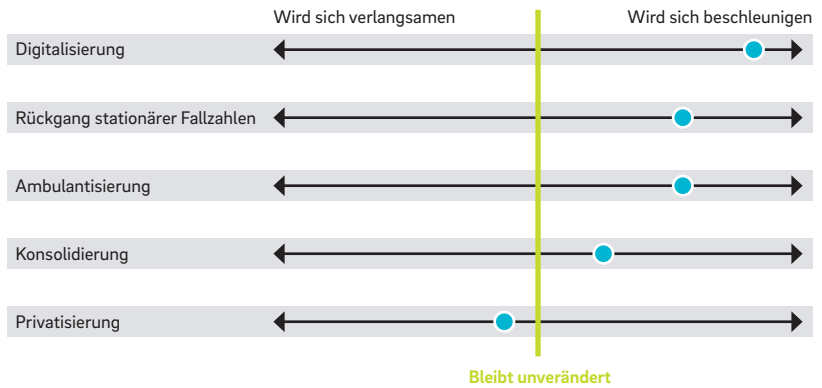 Wird sich verlangsamen Wird sich beschleunigen
Digitalisierung
Rückgang stationärer Fallzahlen
Ambulantisierung
Konsolidierung
Privatisierung
Bleibt unverändert